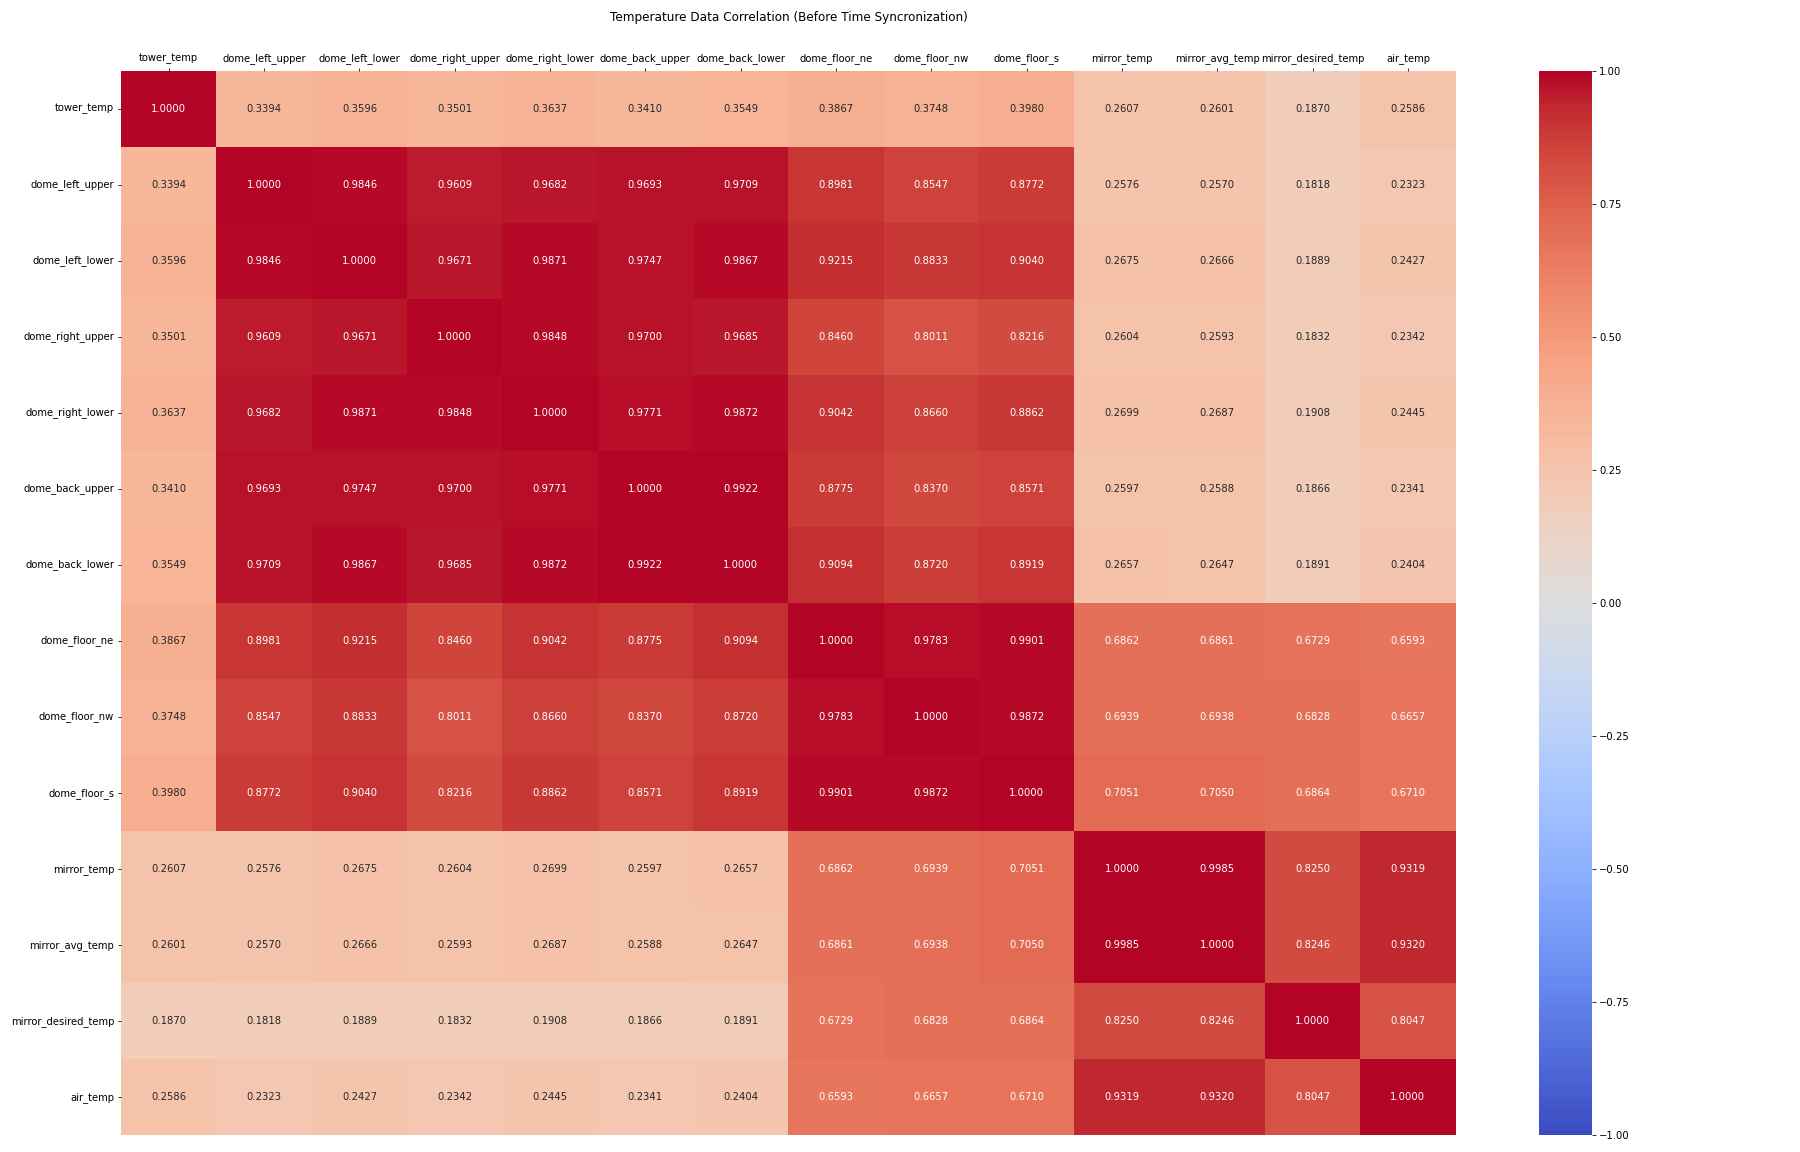 Temperature Data Correlation (Before Time Syncronization)
tower_temp dome_left_upper dome_left_lower dome_right_upper dome_right_lower dome_back_upper dome_back_lower dome_floor_ne dome_floor_nw dome_floor_s mirror_temp mirror_avg_temp mirror_desired_temp air_temp
tower_temp 1.0000 0.3394 0.3596 0.3501 0.3637 0.3410 0.3549 0.3867 0.3748 0.3980 0.2607 0.2601 0.1870 0.2586
dome_left_upper 0.3394 1.0000 0.9846 0.9609 0.9682 0.9693 0.9709 0.8981 0.8547 0.8772 0.2576 0.2570 0.1818 0.2323
dome_left_lower 0.3596 0.9846 1.0000 0.9671 0.9871 0.9747 0.9867 0.9215 0.8833 0.9040 0.2675 0.2666 0.1889 0.2427
dome_right_upper 0.3501 0.9609 0.9671 1.0000 0.9848 0.9700 0.9685 0.8460 0.8011 0.8216 0.2604 0.2593 0.1832 0.2342
dome_right_lower 0.3637 0.9682 0.9871 0.9848 1.0000 0.9771 0.9872 0.9042 0.8660 0.8862 0.2699 0.2687 0.1908 0.2445
dome_back_upper 0.3410 0.9693 0.9747 0.9700 0.9771 1.0000 0.9922 0.8775 0.8370 0.8571 0.2597 0.2588 0.1866 0.2341
dome_back_lower 0.3549 0.9709 0.9867 0.9685 0.9872 0.9922 1.0000 0.9094 0.8720 0.8919 0.2657 0.2647 0.1891 0.2404
dome_floor_ne 0.3867 0.8981 0.9215 0.8460 0.9042 0.8775 0.9094 1.0000 0.9783 0.9901 0.6862 0.6861 0.6729 0.6593
dome_floor_nw 0.3748 0.8547 0.8833 0.8011 0.8660 0.8370 0.8720 0.9783 1.0000 0.9872 0.6939 0.6938 0.6828 0.6657
dome_floor_s 0.3980 0.8772 0.9040 0.8216 0.8862 0.8571 0.8919 0.9901 0.9872 1.0000 0.7051 0.7050 0.6864 0.6710
mirror_temp 0.2607 0.2576 0.2675 0.2604 0.2699 0.2597 0.2657 0.6862 0.6939 0.7051 1.0000 0.9985 0.8250 0.9319
mirror_avg_temp 0.2601 0.2570 0.2666 0.2593 0.2687 0.2588 0.2647 0.6861 0.6938 0.7050 0.9985 1.0000 0.8246 0.9320
mirror_desired_temp 0.1870 0.1818 0.1889 0.1832 0.1908 0.1866 0.1891 0.6729 0.6828 0.6864 0.8250 0.8246 1.0000 0.8047
air_temp 0.2586 0.2323 0.2427 0.2342 0.2445 0.2341 0.2404 0.6593 0.6657 0.6710 0.9319 0.9320 0.8047 1.0000
1.00
0.75
0.50
0.25
0.00
−0.25
−0.50
−0.75
−1.00